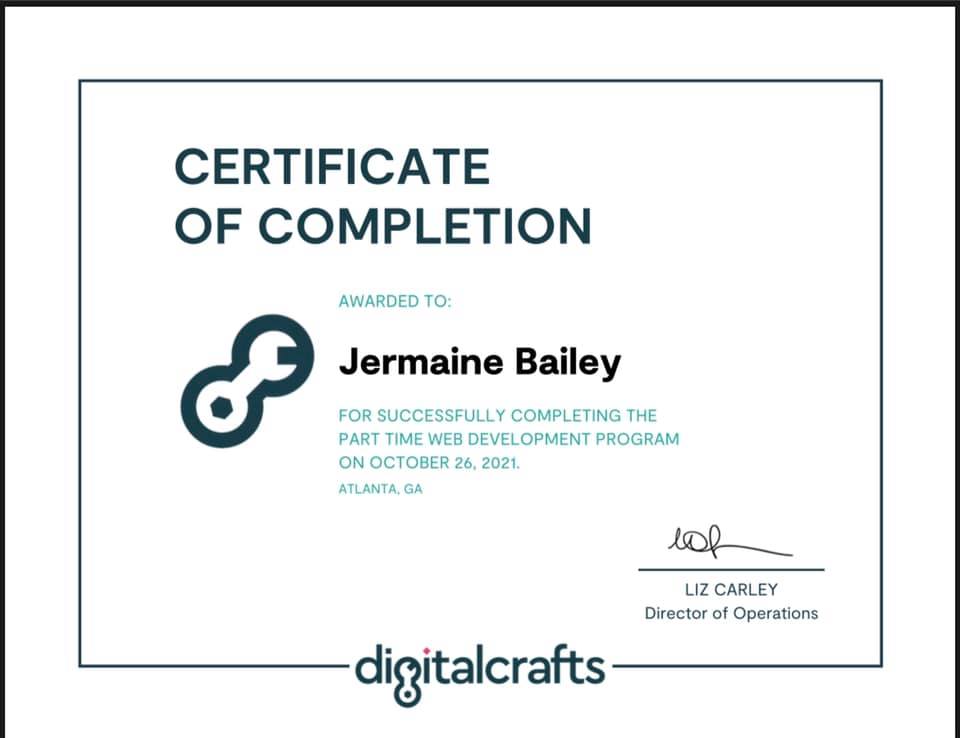 CERTIFICATE
OF COMPLETION
AWARDED TO:
Jermaine Bailey
FOR SUCCESSFULLY COMPLETING THE
PART TIME WEB DEVELOPMENT PROGRAM
ON OCTOBER 26, 2021.
ATLANTA, GA
LIZ CARLEY
Director of Operations
digitalcrafts